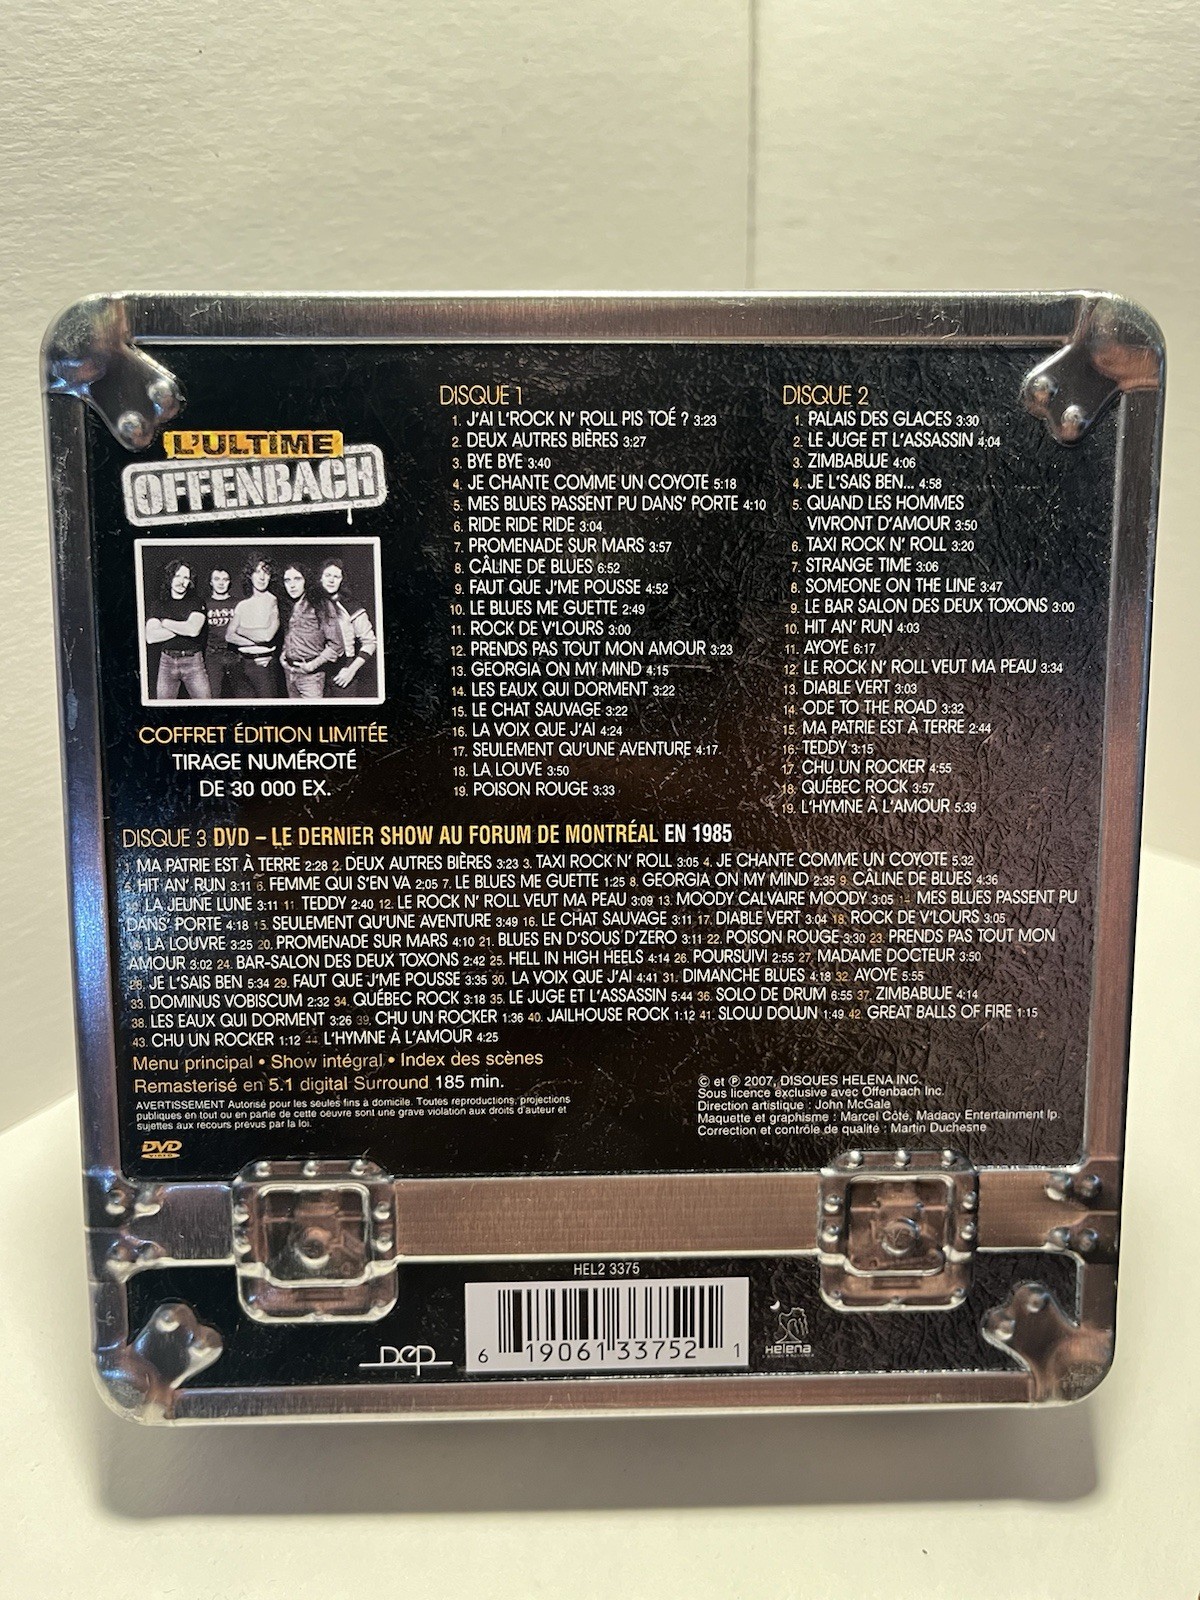 L'ULTIME
OFFENBACH
COFFRET ÉDITION LIMITÉE
TIRAGE NUMÉROTÉ
DE 30 000 EX.
DISQUE 1
1. J'AI L'ROCK N' ROLL PIS TOÉ ? 3:23
2. DEUX AUTRES BIÈRES 3:27
3. BYE BYE 3:40
4. JE CHANTE COMME UN COYOTE 5:18
5. MES BLUES PASSENT PU DANS' PORTE 4:10
6. RIDE RIDE RIDE 3:04
7. PROMENADE SUR MARS 3:57
8. CÂLINE DE BLUES 6:52
9. FAUT QUE J'ME POUSSE 4:52
10. LE BLUES ME GUETTE 2:49
11. ROCK DE V'LOURS 3:00
12. PRENDS PAS TOUT MON AMOUR 3:23
13. GEORGIA ON MY MIND 4:15
14. LES EAUX QUI DORMENT 3:22
15. LE CHAT SAUVAGE 3:22
16. LA VOIX QUE J'AI 4:24
17. SEULEMENT QU'UNE AVENTURE 4:17
18. LA LOUVE 3:50
19. POISON ROUGE 3:33
DISQUE 2
1. PALAIS DES GLACES 3:30
2. LE JUGE ET L'ASSASSIN 4:04
3. ZIMBABWE 4:06
4. JE L'SAIS BEN... 4:58
5. QUAND LES HOMMES
VIVRONT D'AMOUR 3:50
6. TAXI ROCK N' ROLL 3:20
7. STRANGE TIME 3:06
8. SOMEONE ON THE LINE 3:47
9. LE BAR SALON DES DEUX TOXONS 3:00
10. HIT AN' RUN 4:03
11. AYOYE 6:17
12. LE ROCK N' ROLL VEUT MA PEAU 3:34
13. DIABLE VERT 3:03
14. ODE TO THE ROAD 3:32
15. MA PATRIE EST À TERRE 2:44
16. TEDDY 3:15
17. CHU UN ROCKER 4:55
18. QUÉBEC ROCK 3:57
19. L'HYMNE À L'AMOUR 5:39
DISQUE 3 DVD – LE DERNIER SHOW AU FORUM DE MONTRÉAL EN 1985
1. MA PATRIE EST À TERRE 2:28 2. DEUX AUTRES BIÈRES 3:23 3. TAXI ROCK N' ROLL 3:05 4. JE CHANTE COMME UN COYOTE 5:32
5. HIT AN' RUN 3:11 6. FEMME QUI S'EN VA 2:05 7. LE BLUES ME GUETTE 1:25 8. GEORGIA ON MY MIND 2:35 9. CÂLINE DE BLUES 4:36
10. LA JEUNE LUNE 3:11 11. TEDDY 2:40 12. LE ROCK N' ROLL VEUT MA PEAU 3:09 13. MOODY CALVAIRE MOODY 3:05 14. MES BLUES PASSENT PU
DANS' PORTE 4:18 15. SEULEMENT QU'UNE AVENTURE 3:49 16. LE CHAT SAUVAGE 3:11 17. DIABLE VERT 3:04 18. ROCK DE V'LOURS 3:05
19. LA LOUVRE 3:25 20. PROMENADE SUR MARS 4:10 21. BLUES EN D'SOUS D'ZERO 3:11 22. POISON ROUGE 3:30 23. PRENDS PAS TOUT MON
AMOUR 3:02 24. BAR-SALON DES DEUX TOXONS 2:42 25. HELL IN HIGH HEELS 4:14 26. POURSUIVI 2:55 27. MADAME DOCTEUR 3:50
28. JE L'SAIS BEN 5:34 29. FAUT QUE J'ME POUSSE 3:35 30. LA VOIX QUE J'AI 4:41 31. DIMANCHE BLUES 4:18 32. AYOYE 5:55
33. DOMINUS VOBISCUM 2:32 34. QUÉBEC ROCK 3:18 35. LE JUGE ET L'ASSASSIN 5:44 36. SOLO DE DRUM 6:55 37. ZIMBABWE 4:14
38. LES EAUX QUI DORMENT 3:26 39. CHU UN ROCKER 1:36 40. JAILHOUSE ROCK 1:12 41. SLOW DOWN 1:49 42. GREAT BALLS OF FIRE 1:15
43. CHU UN ROCKER 1:12 44. L'HYMNE À L'AMOUR 4:25
Menu principal • Show intégral • Index des scènes
Remasterisé en 5.1 digital Surround 185 min.
AVERTISSEMENT Autorisé pour les seules fins à domicile. Toutes reproductions, projections
publiques en tout ou en partie de cette oeuvre sont une grave violation aux droits d'auteur et
sujettes aux recours prévus par la loi.
DVD
VIDEO
© et ℗ 2007, DISQUES HELENA INC.
Sous licence exclusive avec Offenbach Inc.
Direction artistique : John McGale
Maquette et graphisme : Marcel Côté, Madacy Entertainment lp.
Correction et contrôle de qualité : Martin Duchesne
HEL2 3375
6 19061 33752 1
DEP
Helena